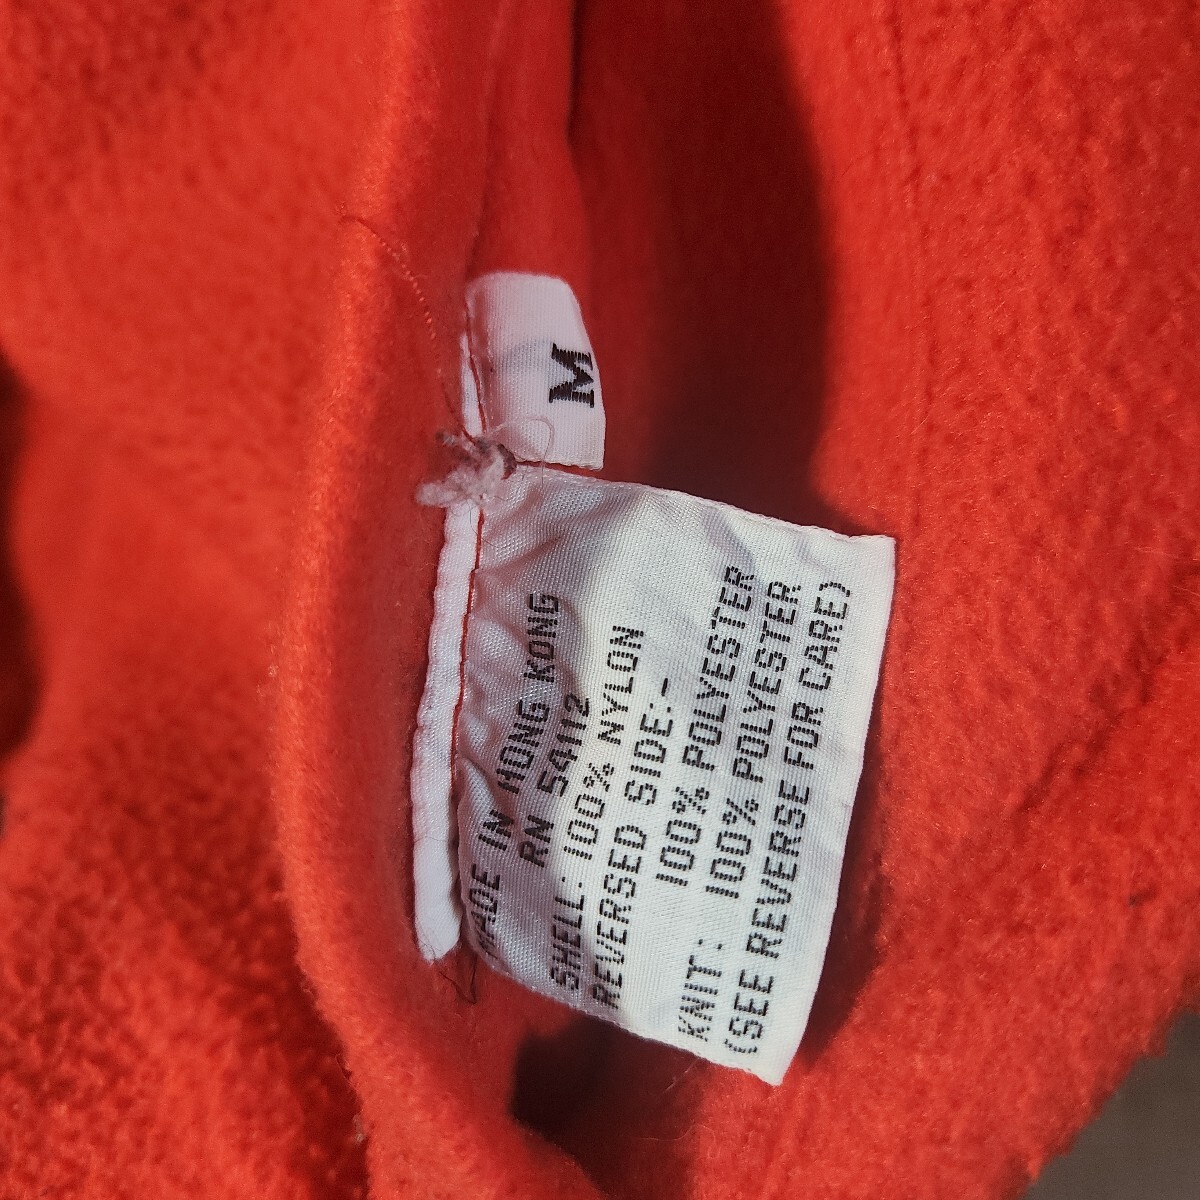 M
MADE IN HONG KONG
RN 54112
SHELL: 100% NYLON
REVERSED SIDE:-
100% POLYESTER
KNIT: 100% POLYESTER
(SEE REVERSE FOR CARE)